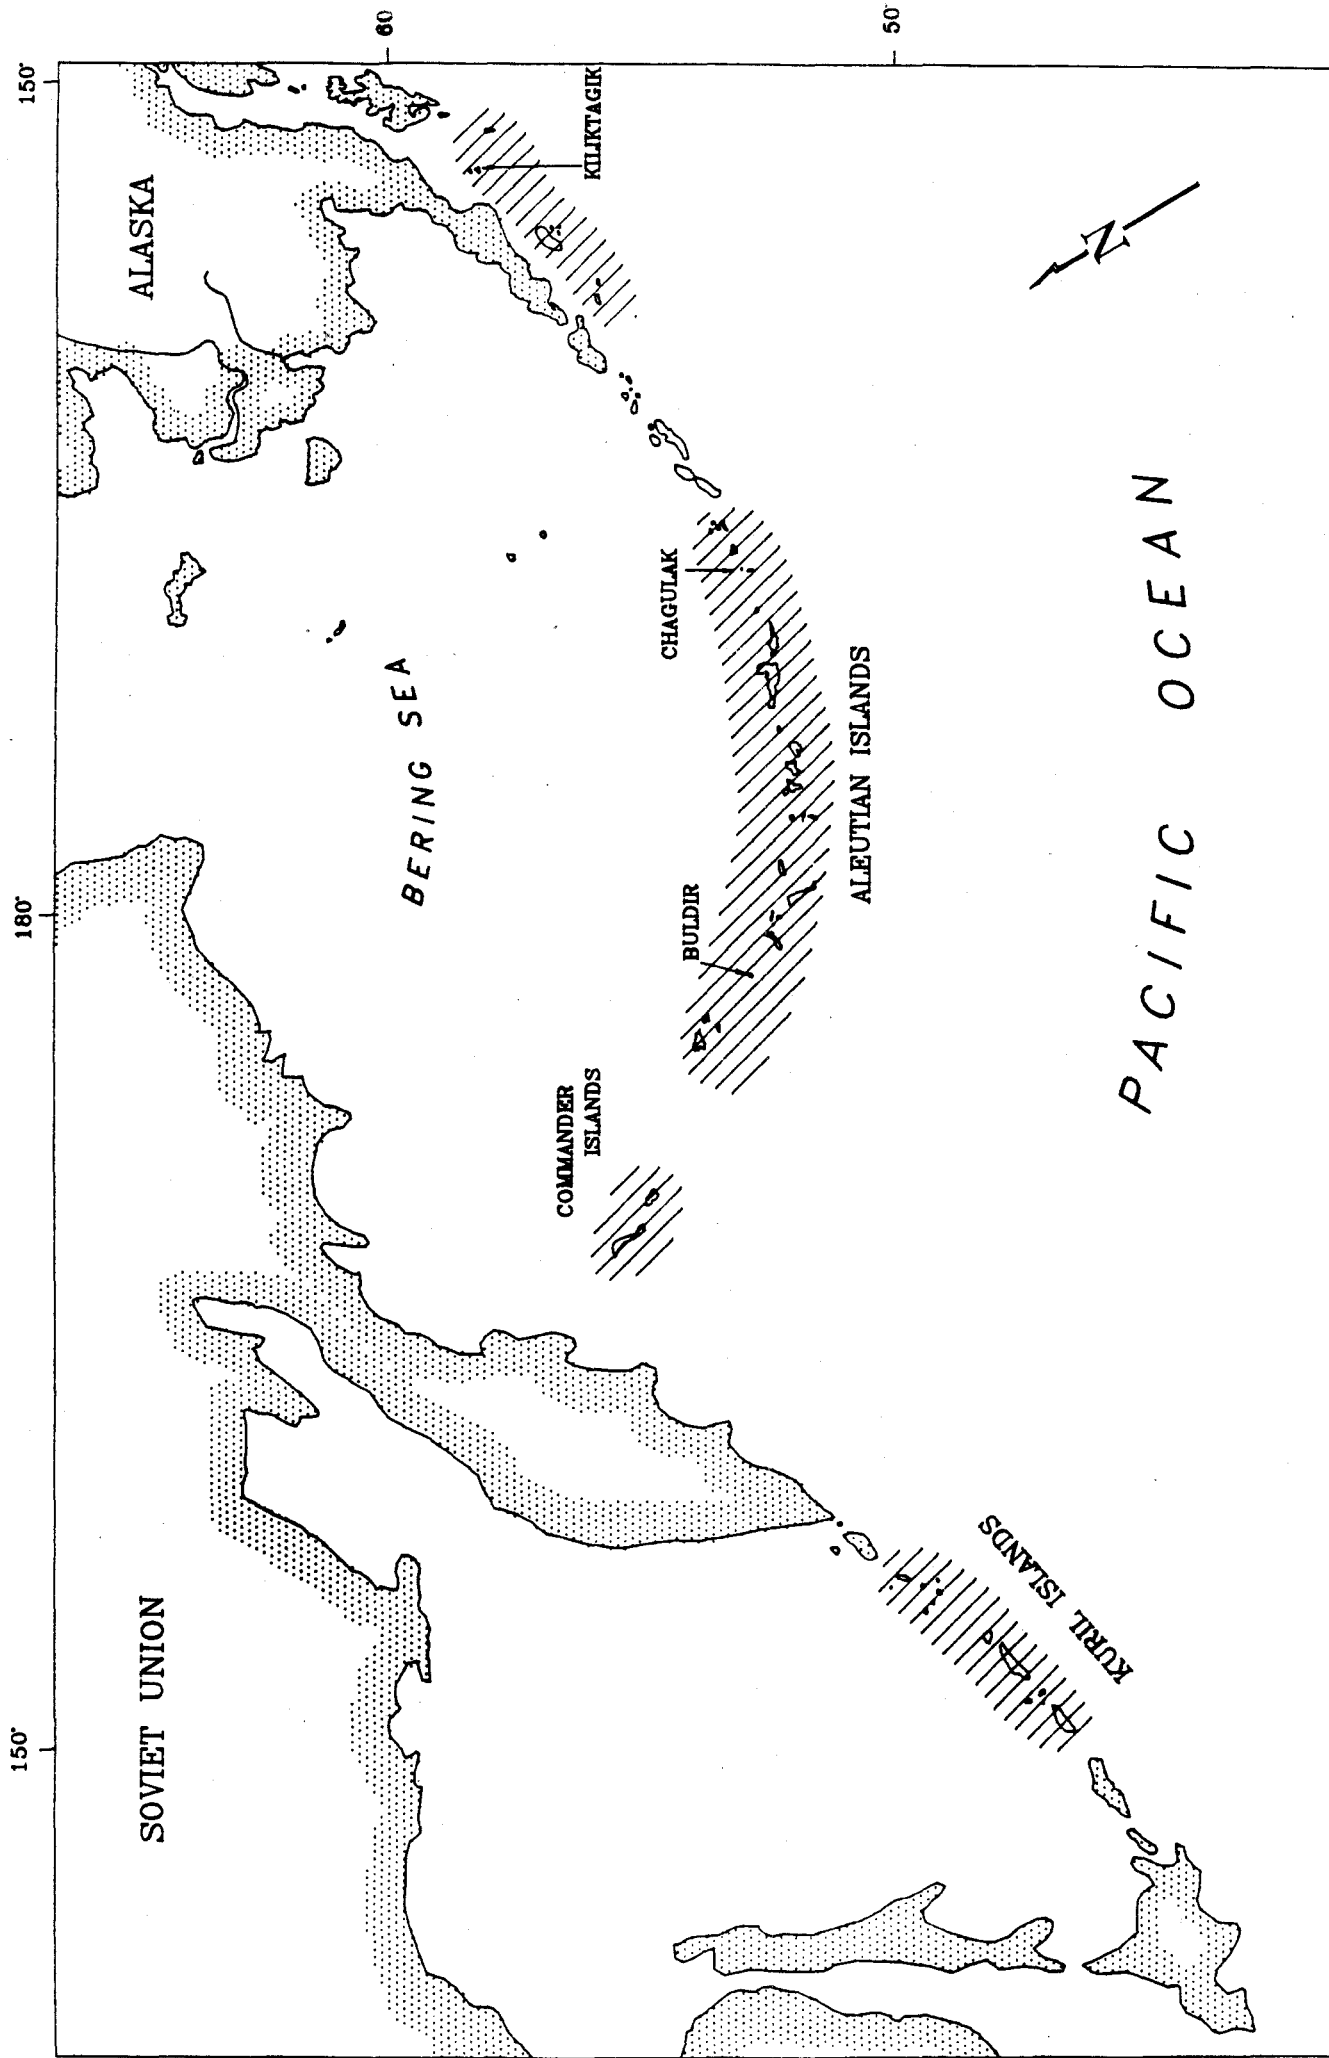 150°
180°
150°
60
50°
SOVIET UNION
ALASKA
BERING SEA
COMMANDER
ISLANDS
KILIKTAGIK
CHAGULAK
BULDIR
ALEUTIAN ISLANDS
KURIL ISLANDS
PACIFIC OCEAN
N